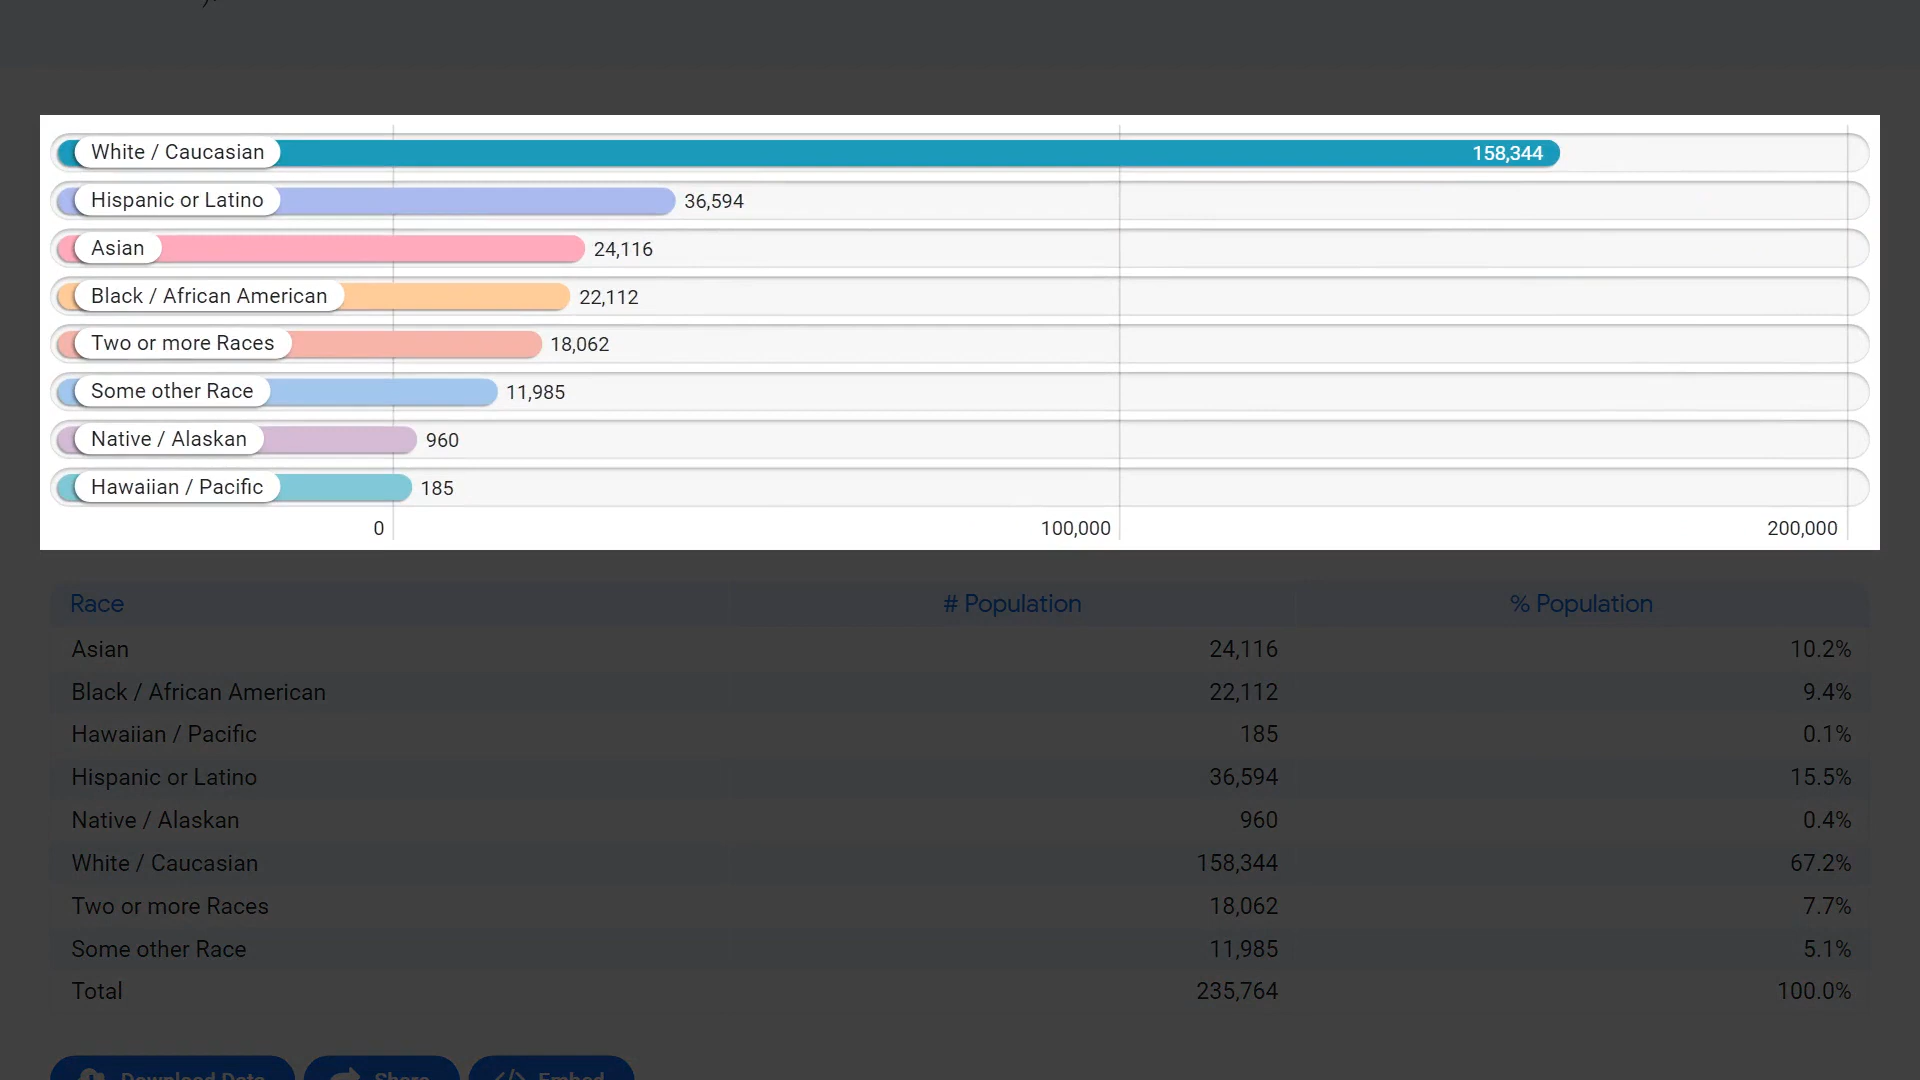 White / Caucasian 158,344
Hispanic or Latino 36,594
Asian 24,116
Black / African American 22,112
Two or more Races 18,062
Some other Race 11,985
Native / Alaskan 960
Hawaiian / Pacific 185
0 100,000 200,000
Race # Population % Population
Asian 24,116 10.2%
Black / African American 22,112 9.4%
Hawaiian / Pacific 185 0.1%
Hispanic or Latino 36,594 15.5%
Native / Alaskan 960 0.4%
White / Caucasian 158,344 67.2%
Two or more Races 18,062 7.7%
Some other Race 11,985 5.1%
Total 235,764 100.0%
Download Data Share </> Embed